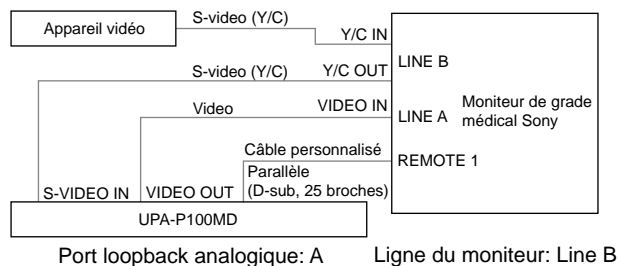 S-video (Y/C)
Appareil vidéo
Y/C IN
LINE B
S-video (Y/C)
Y/C OUT
Video
VIDEO IN
LINE A
Moniteur de grade
médical Sony
Câble personnalisé
REMOTE 1
Parallèle
(D-sub, 25 broches)
S-VIDEO IN
VIDEO OUT
UPA-P100MD
Port loopback analogique: A
Ligne du moniteur: Line B